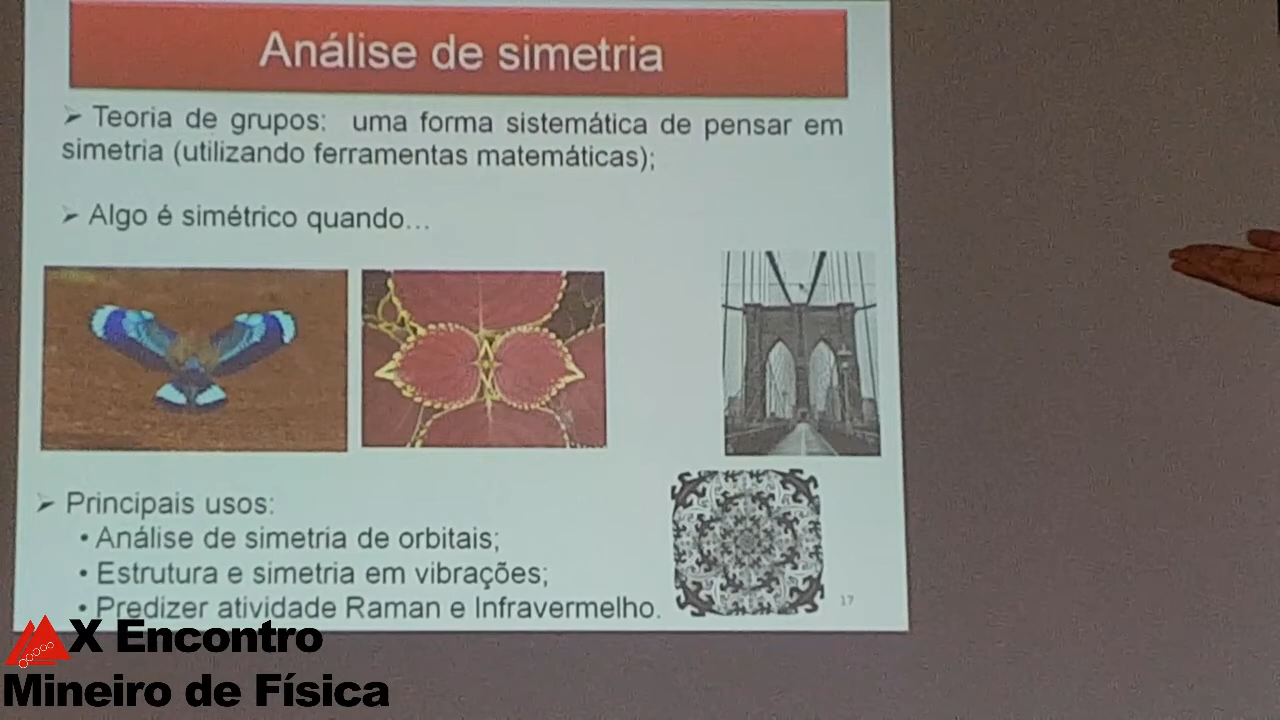 Análise de simetria
➢ Teoria de grupos: uma forma sistemática de pensar em
simetria (utilizando ferramentas matemáticas);
➢ Algo é simétrico quando...
➢ Principais usos:
• Análise de simetria de orbitais;
• Estrutura e simetria em vibrações;
• Predizer atividade Raman e Infravermelho.
17
X Encontro
Mineiro de Física